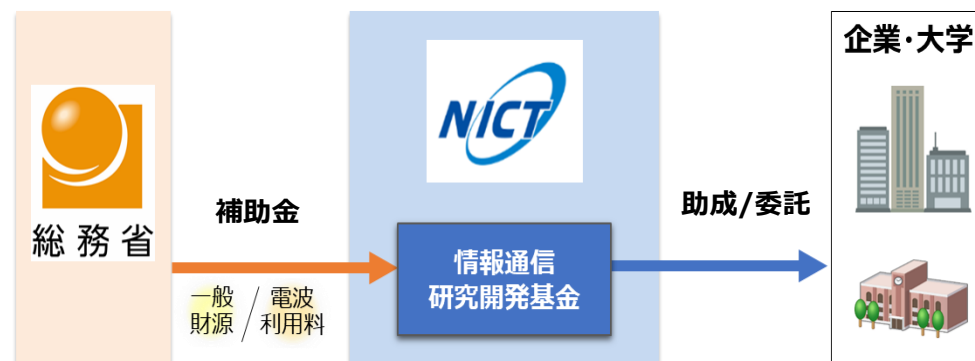 総務省
補助金
一般
財源
/
電波
利用料
NICT
情報通信
研究開発基金
助成/委託
企業・大学